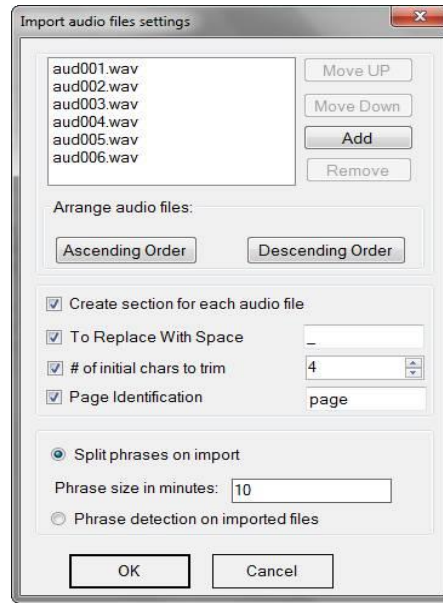 Import audio files settings
aud001.wav
aud002.wav
aud003.wav
aud004.wav
aud005.wav
aud006.wav
Move UP
Move Down
Add
Remove
Arrange audio files:
Ascending Order
Descending Order
Create section for each audio file
To Replace With Space _
# of initial chars to trim 4
Page Identification page
Split phrases on import
Phrase size in minutes: 10
Phrase detection on imported files
OK
Cancel